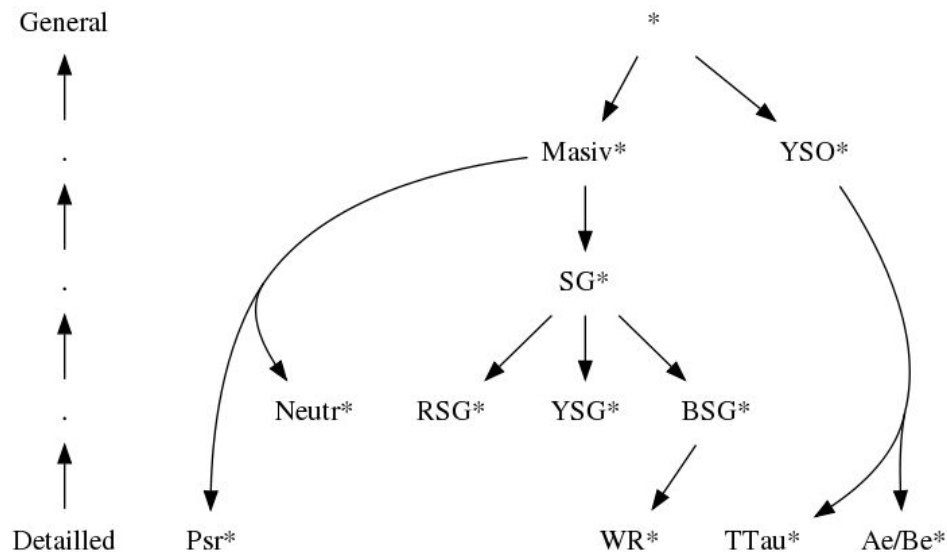 General *
. Masiv* YSO*
. SG*
. Neutr* RSG* YSG* BSG*
Detailled Psr* WR* TTau* Ae/Be*